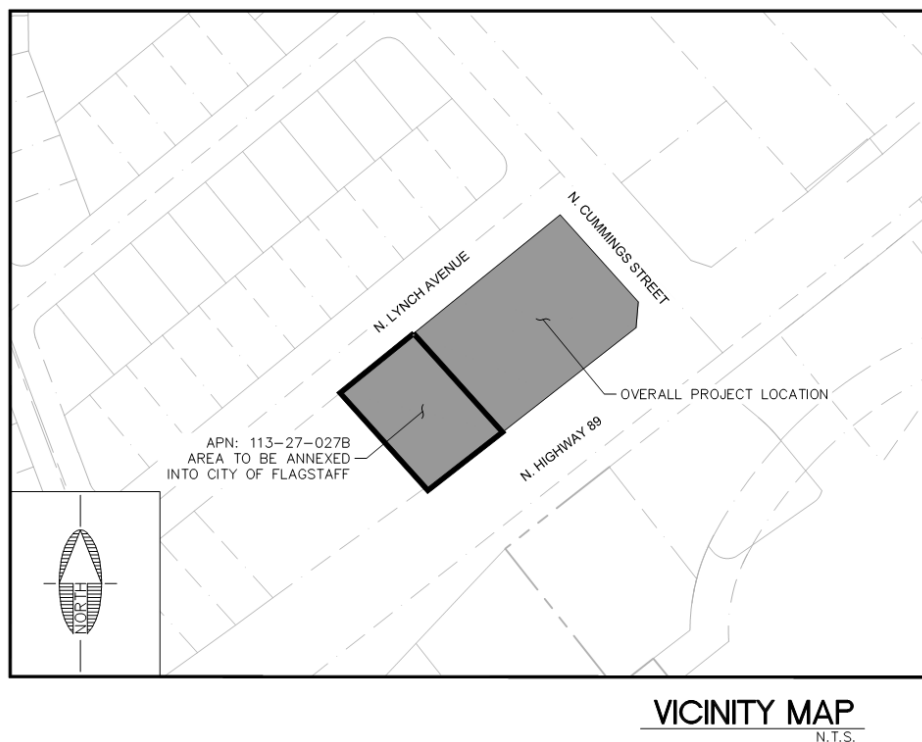 N. CUMMINGS STREET
N. LYNCH AVENUE
OVERALL PROJECT LOCATION
N. HIGHWAY 89
APN: 113-27-027B
AREA TO BE ANNEXED
INTO CITY OF FLAGSTAFF
NORTH
VICINITY MAP
N.T.S.